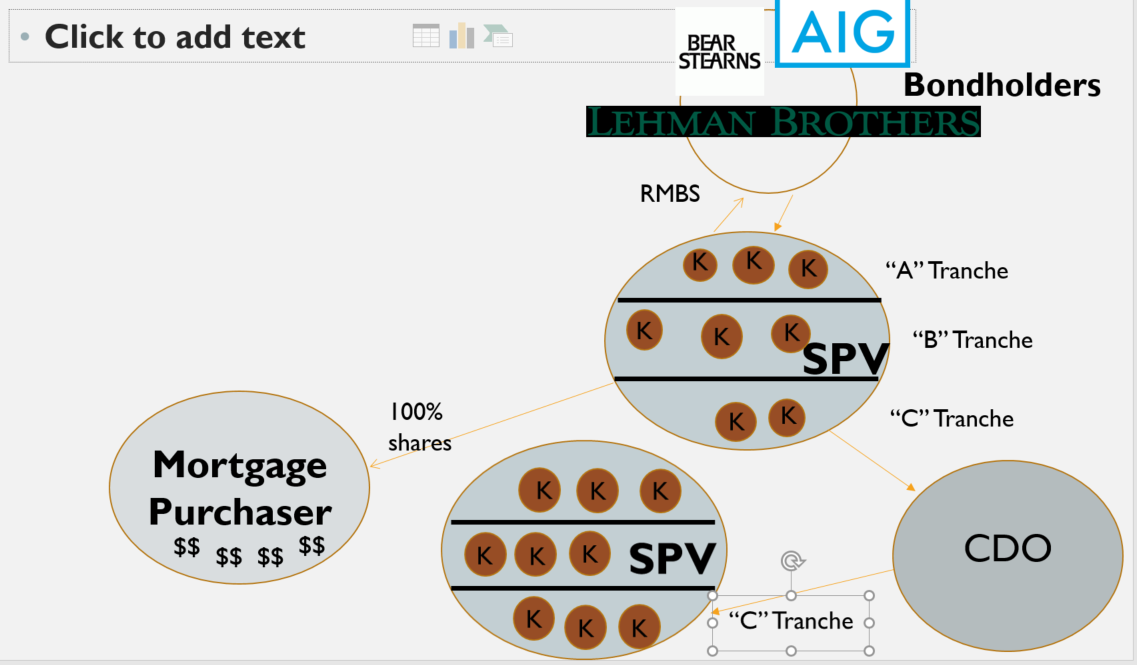 Click to add text
BEAR
STEARNS
AIG
Bondholders
LEHMAN BROTHERS
RMBS
K K K
“A” Tranche
K K K
SPV
“B” Tranche
K K
“C” Tranche
100%
shares
Mortgage
Purchaser
$$ $$ $$ $$
K K K
K K K
SPV
K K K
CDO
“C” Tranche